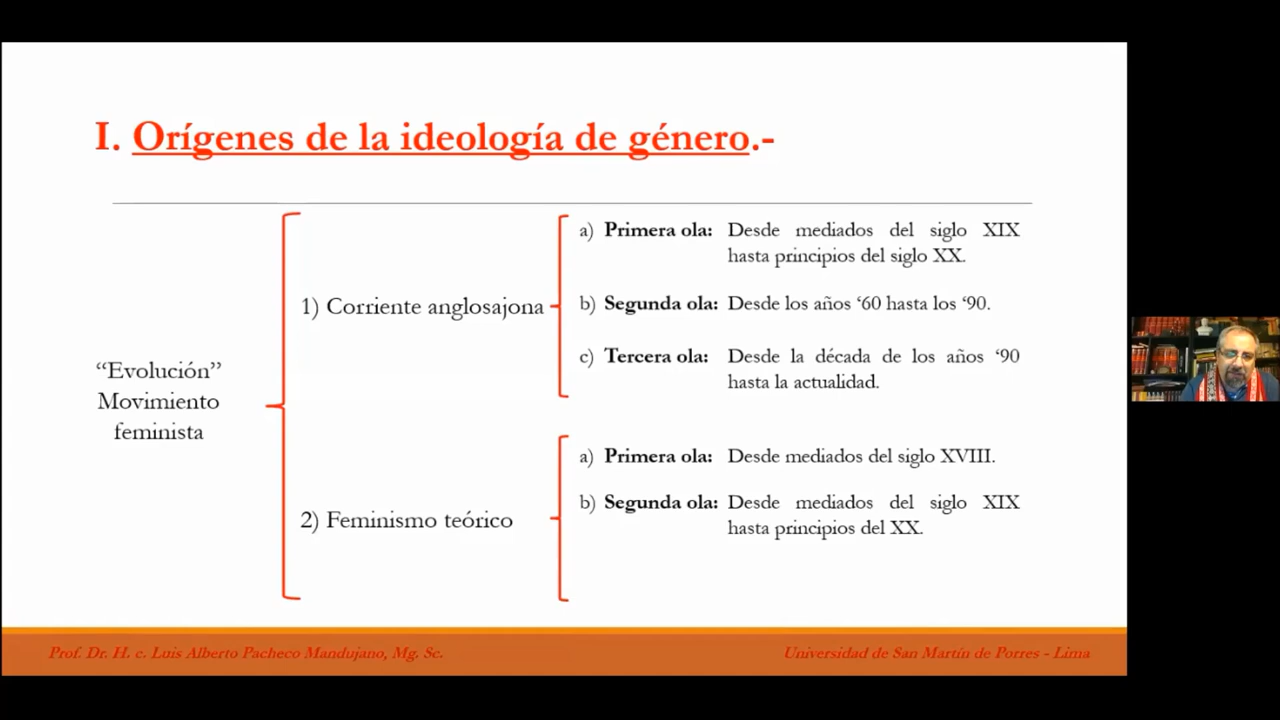 I. Orígenes de la ideología de género.-
“Evolución”
Movimiento
feminista
1) Corriente anglosajona
a) Primera ola: Desde mediados del siglo XIX
hasta principios del siglo XX.
b) Segunda ola: Desde los años ‘60 hasta los ‘90.
c) Tercera ola: Desde la década de los años ‘90
hasta la actualidad.
2) Feminismo teórico
a) Primera ola: Desde mediados del siglo XVIII.
b) Segunda ola: Desde mediados del siglo XIX
hasta principios del XX.
Prof. Dr. H. c. Luis Alberto Pacheco Mandujano, Mg. Sc.
Universidad de San Martín de Porres - Lima